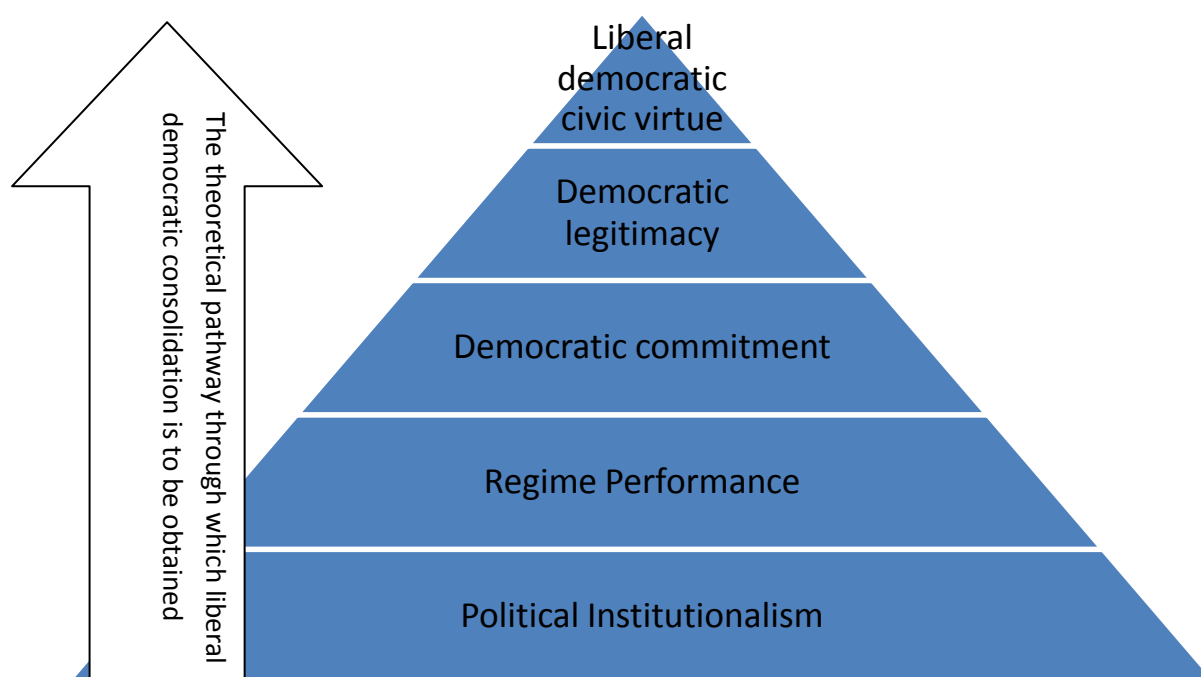 The theoretical pathway through which liberal
democratic consolidation is to be obtained
Liberal
democratic
civic virtue
Democratic
legitimacy
Democratic commitment
Regime Performance
Political Institutionalism